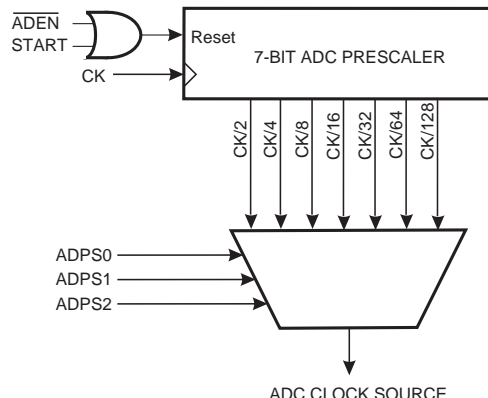 ADEN
START
Reset
7-BIT ADC PRESCALER
CK
CK/2
CK/4
CK/8
CK/16
CK/32
CK/64
CK/128
ADPS0
ADPS1
ADPS2
ADC CLOCK SOURCE